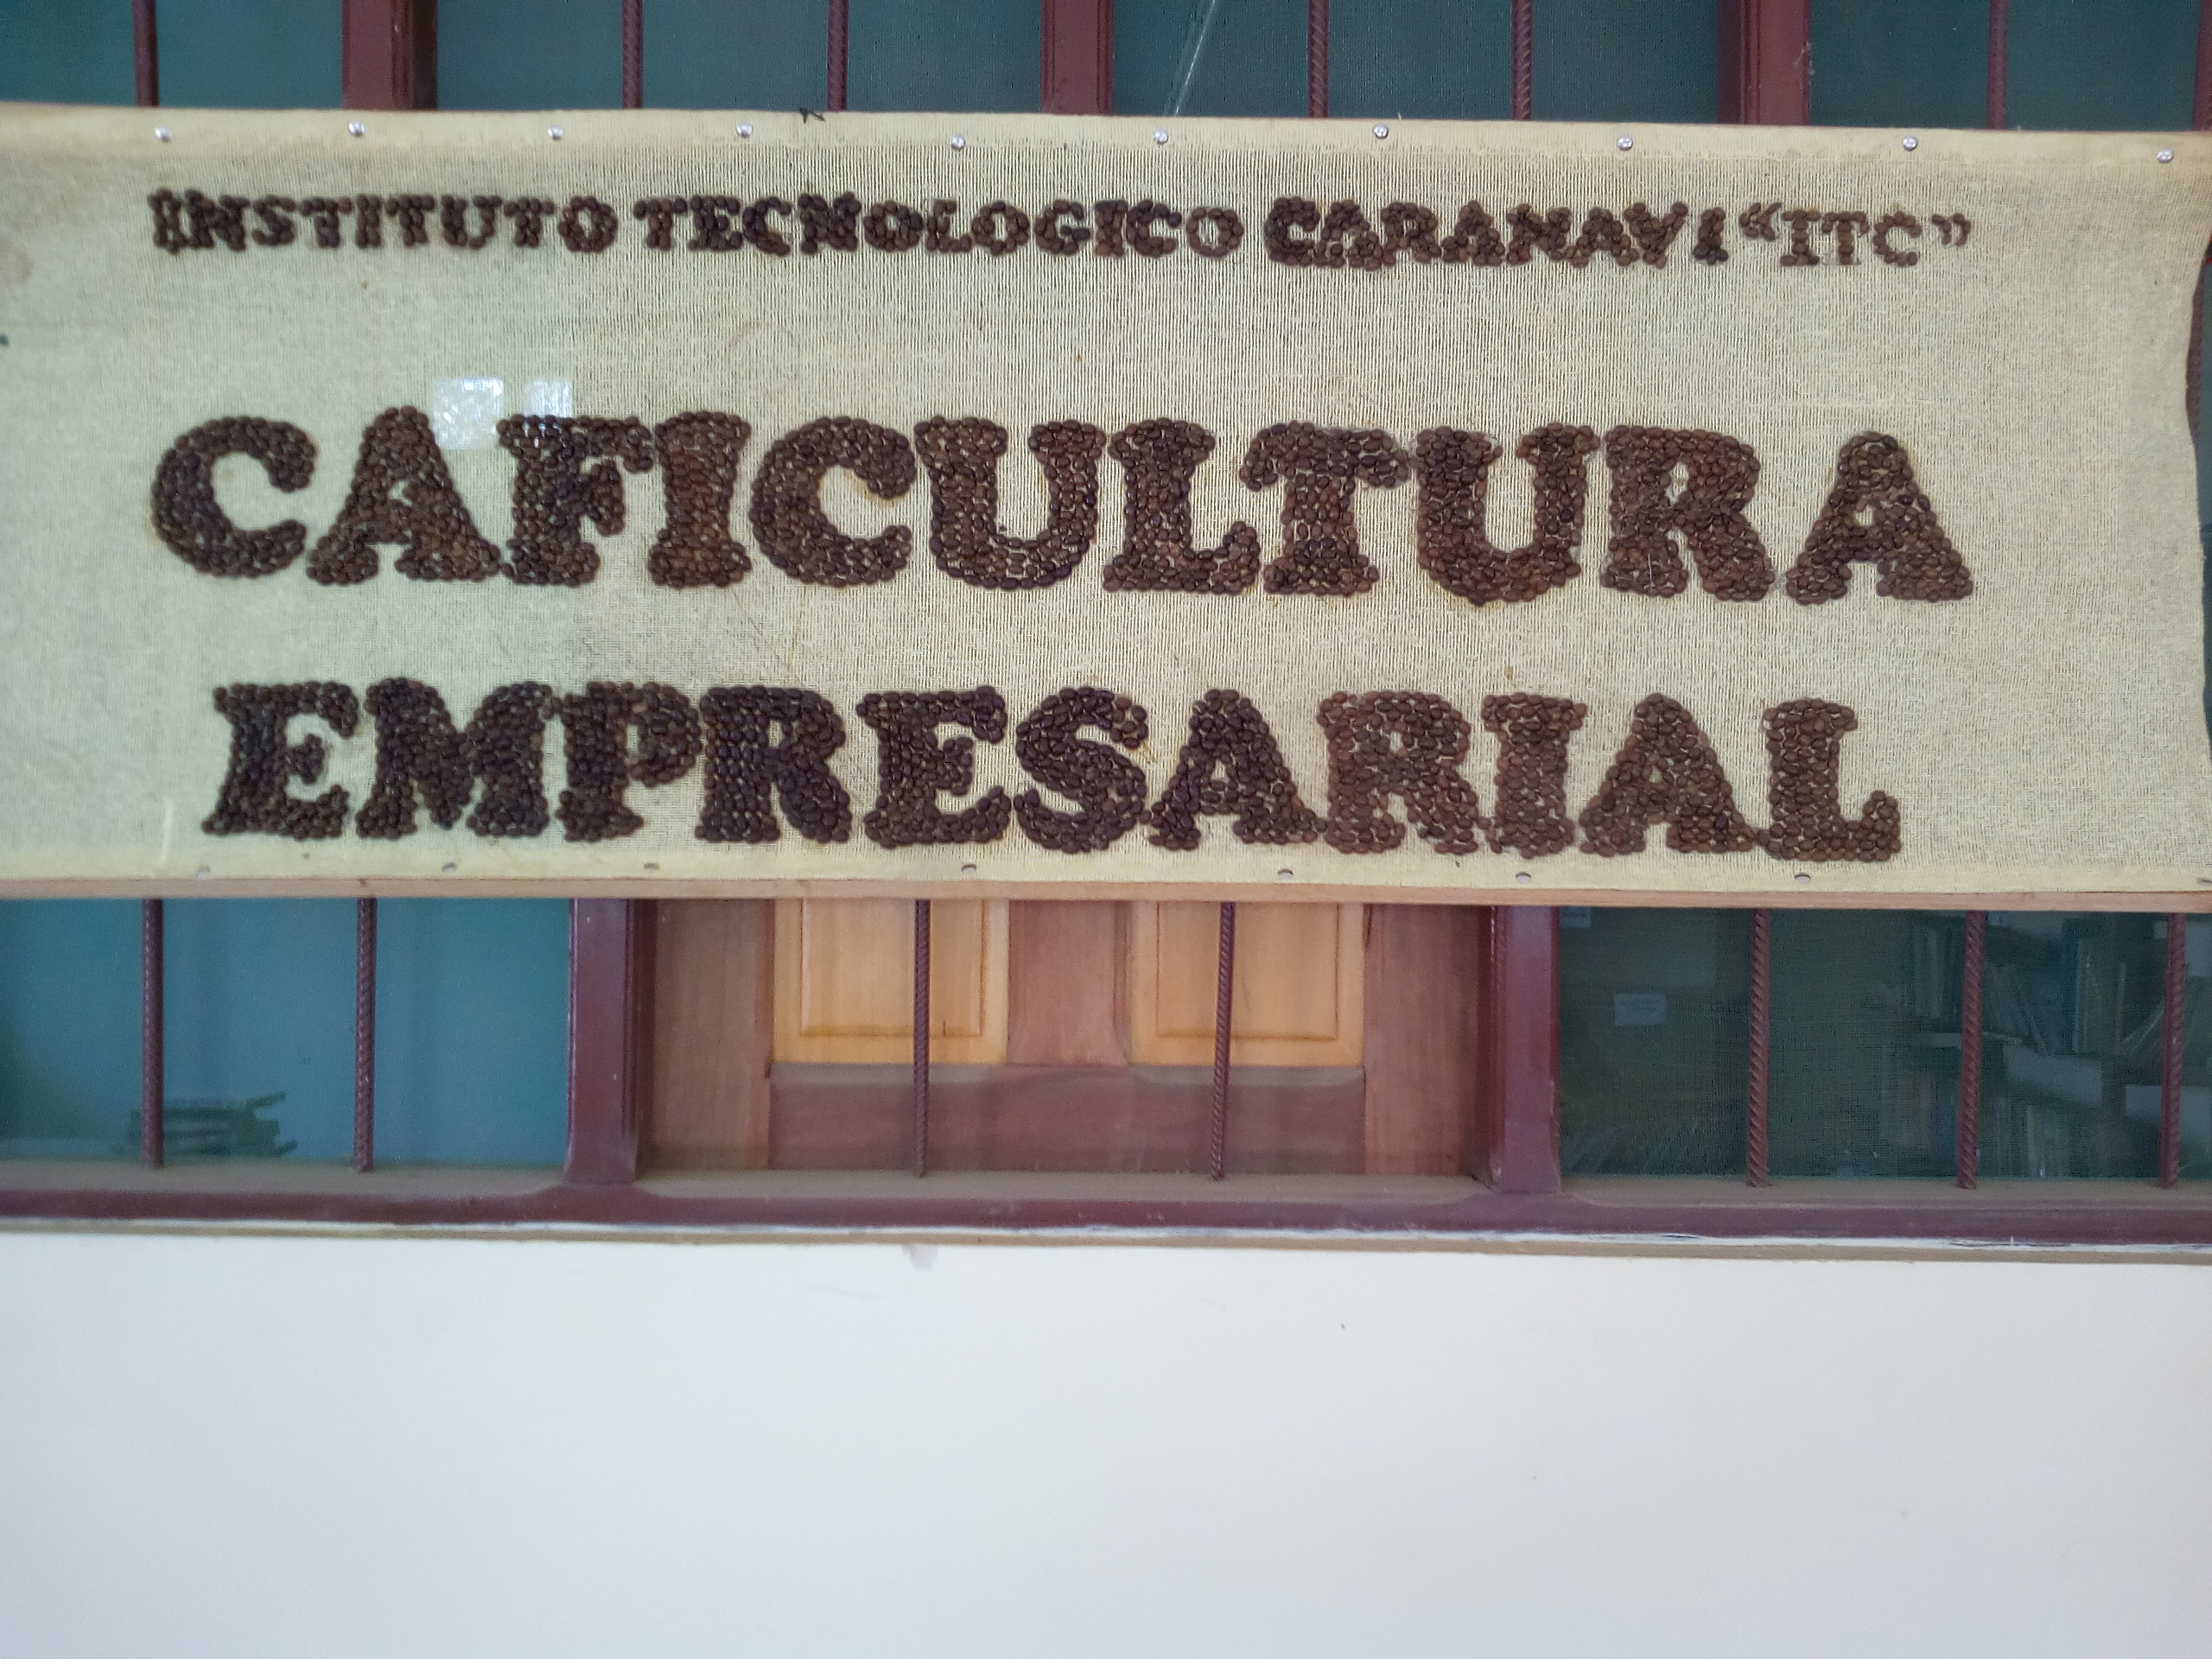 INSTITUTO TECNOLOGICO CARANAVI “ITC”
CAFICULTURA
EMPRESARIAL